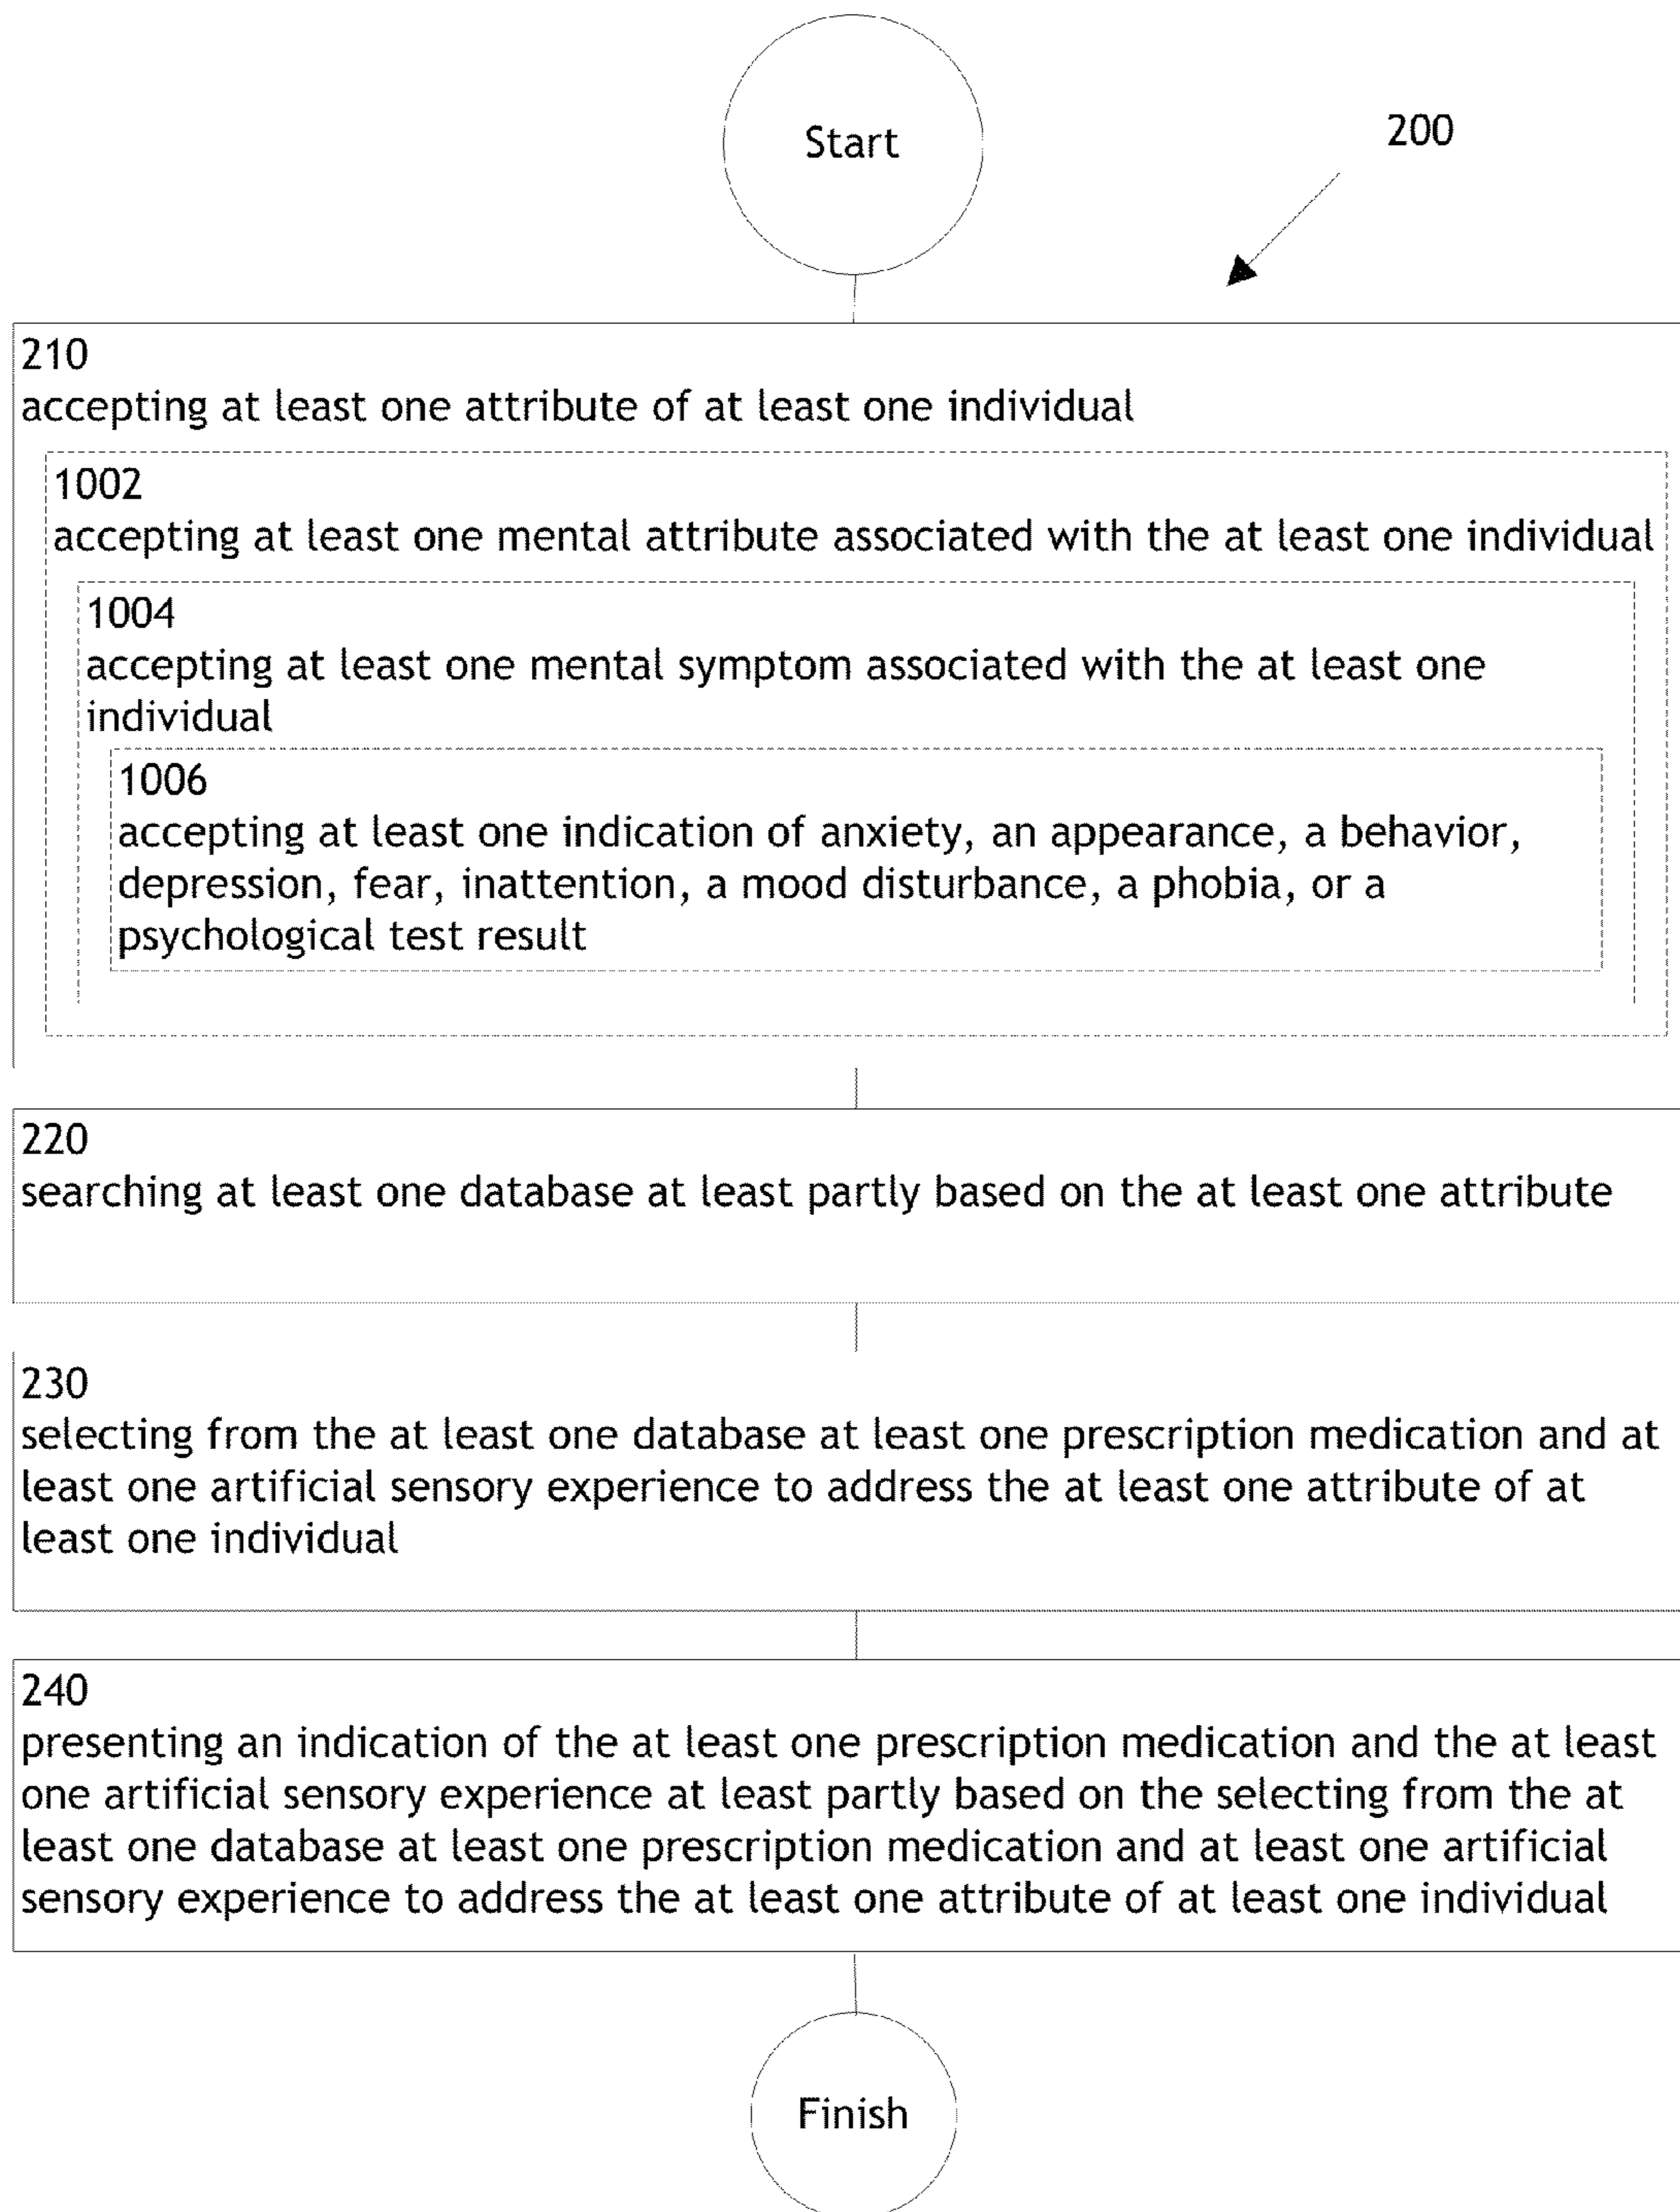 Start
200
210
accepting at least one attribute of at least one individual
1002
accepting at least one mental attribute associated with the at least one individual
1004
accepting at least one mental symptom associated with the at least one
individual
1006
accepting at least one indication of anxiety, an appearance, a behavior,
depression, fear, inattention, a mood disturbance, a phobia, or a
psychological test result
220
searching at least one database at least partly based on the at least one attribute
230
selecting from the at least one database at least one prescription medication and at
least one artificial sensory experience to address the at least one attribute of at
least one individual
240
presenting an indication of the at least one prescription medication and the at least
one artificial sensory experience at least partly based on the selecting from the at
least one database at least one prescription medication and at least one artificial
sensory experience to address the at least one attribute of at least one individual
Finish